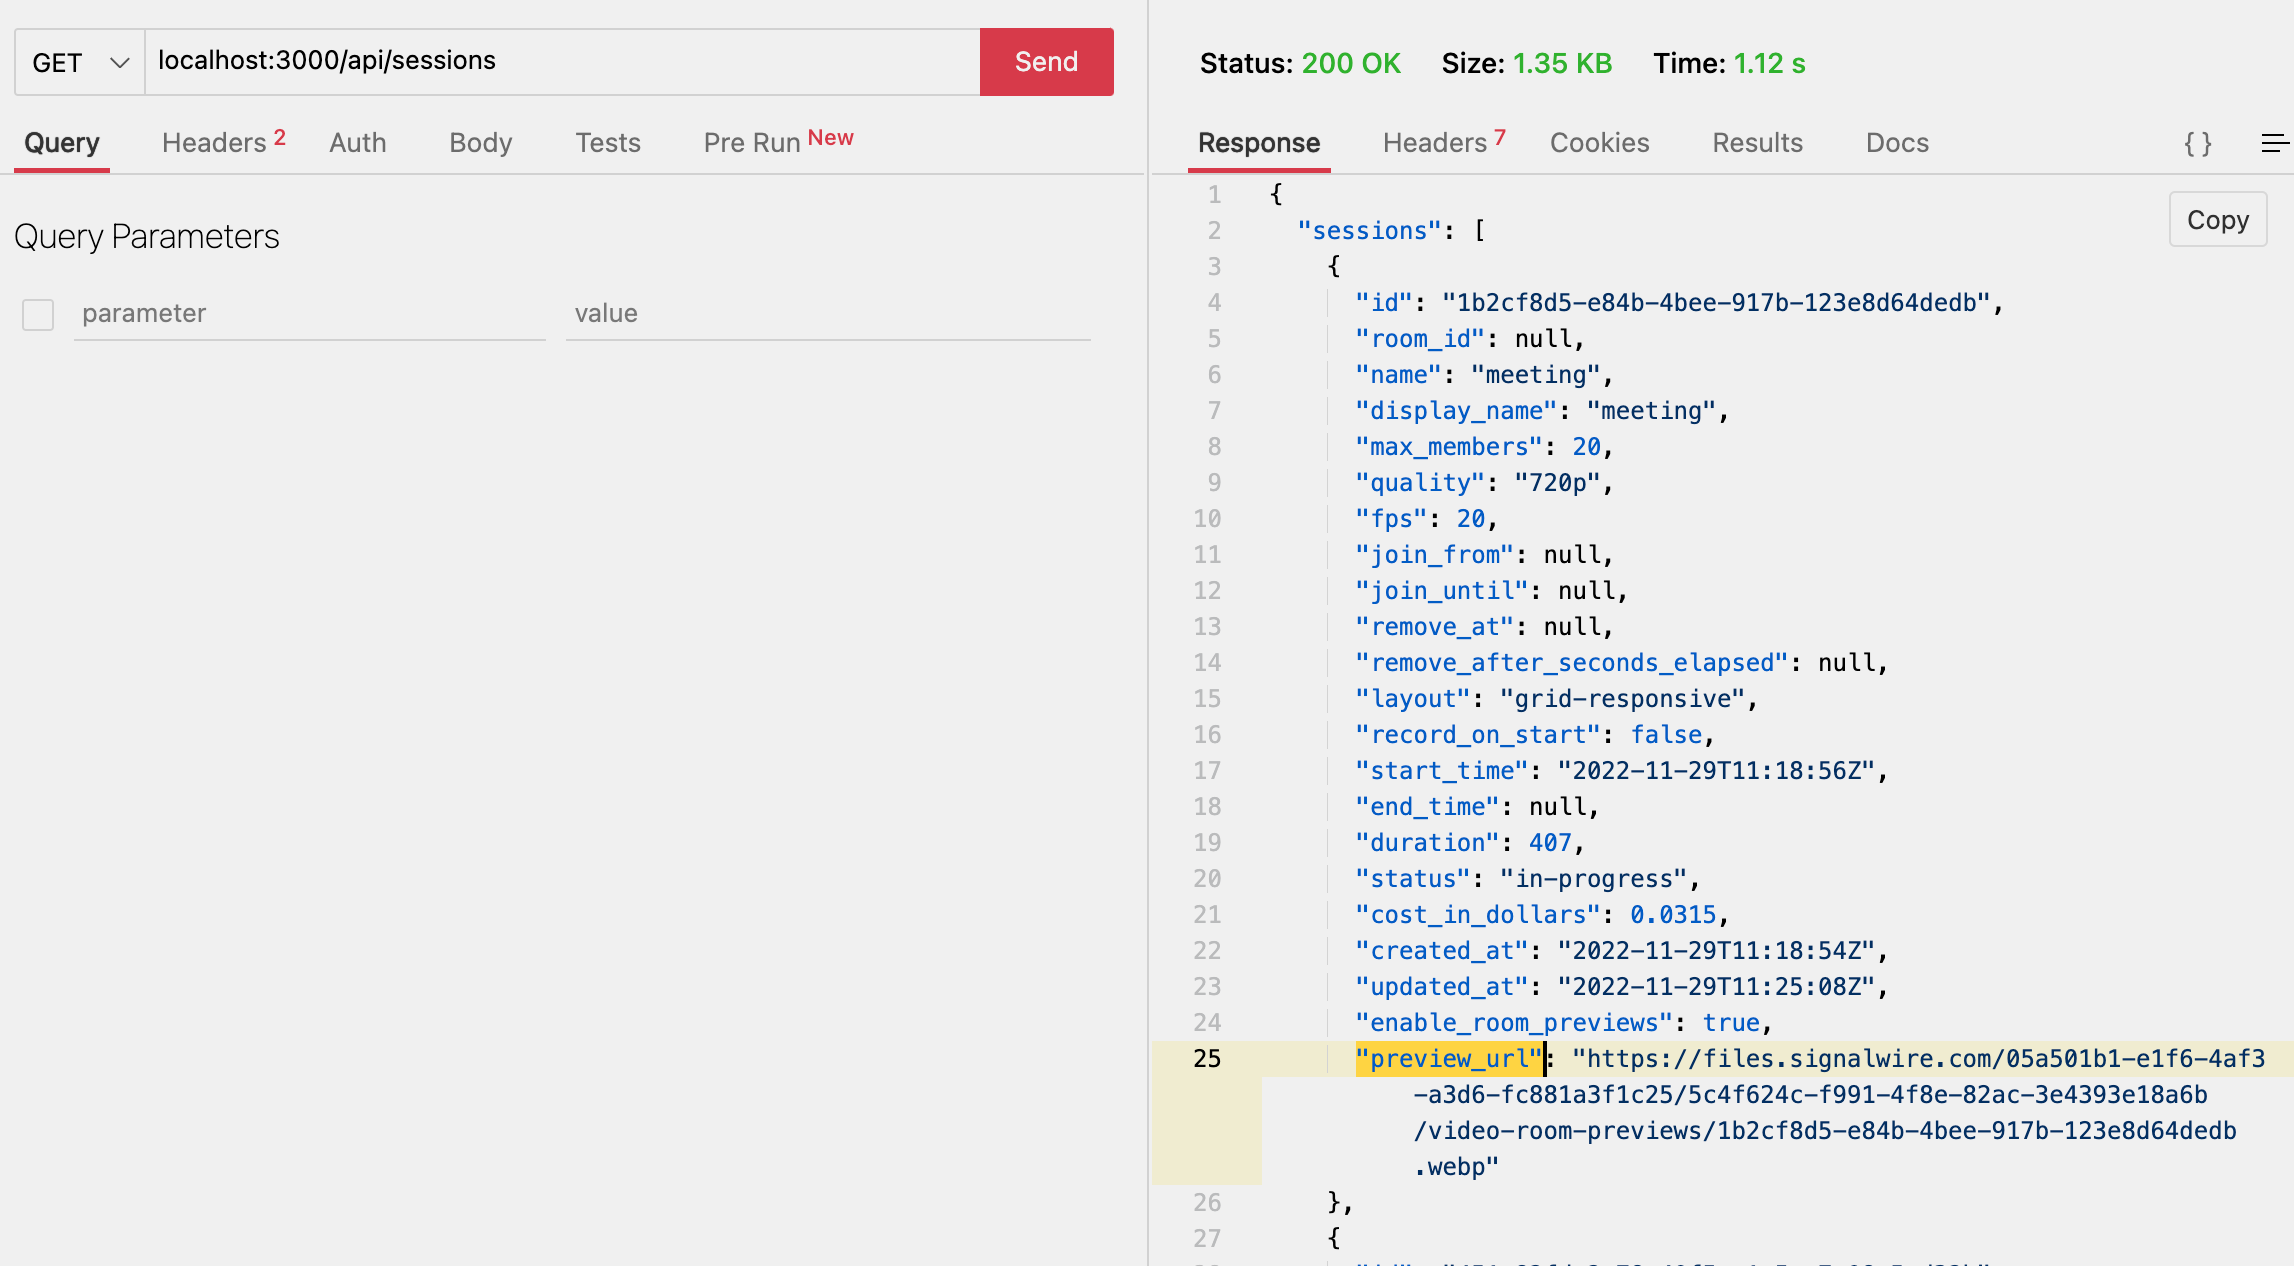 GET localhost:3000/api/sessions Send
Query Headers 2 Auth Body Tests Pre Run New
Query Parameters
parameter value
Status: 200 OK Size: 1.35 KB Time: 1.12 s
Response Headers 7 Cookies Results Docs { }
Copy
1 {
2 "sessions": [
3 {
4 "id": "1b2cf8d5-e84b-4bee-917b-123e8d64dedb",
5 "room_id": null,
6 "name": "meeting",
7 "display_name": "meeting",
8 "max_members": 20,
9 "quality": "720p",
10 "fps": 20,
11 "join_from": null,
12 "join_until": null,
13 "remove_at": null,
14 "remove_after_seconds_elapsed": null,
15 "layout": "grid-responsive",
16 "record_on_start": false,
17 "start_time": "2022-11-29T11:18:56Z",
18 "end_time": null,
19 "duration": 407,
20 "status": "in-progress",
21 "cost_in_dollars": 0.0315,
22 "created_at": "2022-11-29T11:18:54Z",
23 "updated_at": "2022-11-29T11:25:08Z",
24 "enable_room_previews": true,
25 "preview_url": "https://files.signalwire.com/05a501b1-e1f6-4af3
-a3d6-fc881a3f1c25/5c4f624c-f991-4f8e-82ac-3e4393e18a6b
/video-room-previews/1b2cf8d5-e84b-4bee-917b-123e8d64dedb
.webp"
26 },
27 {